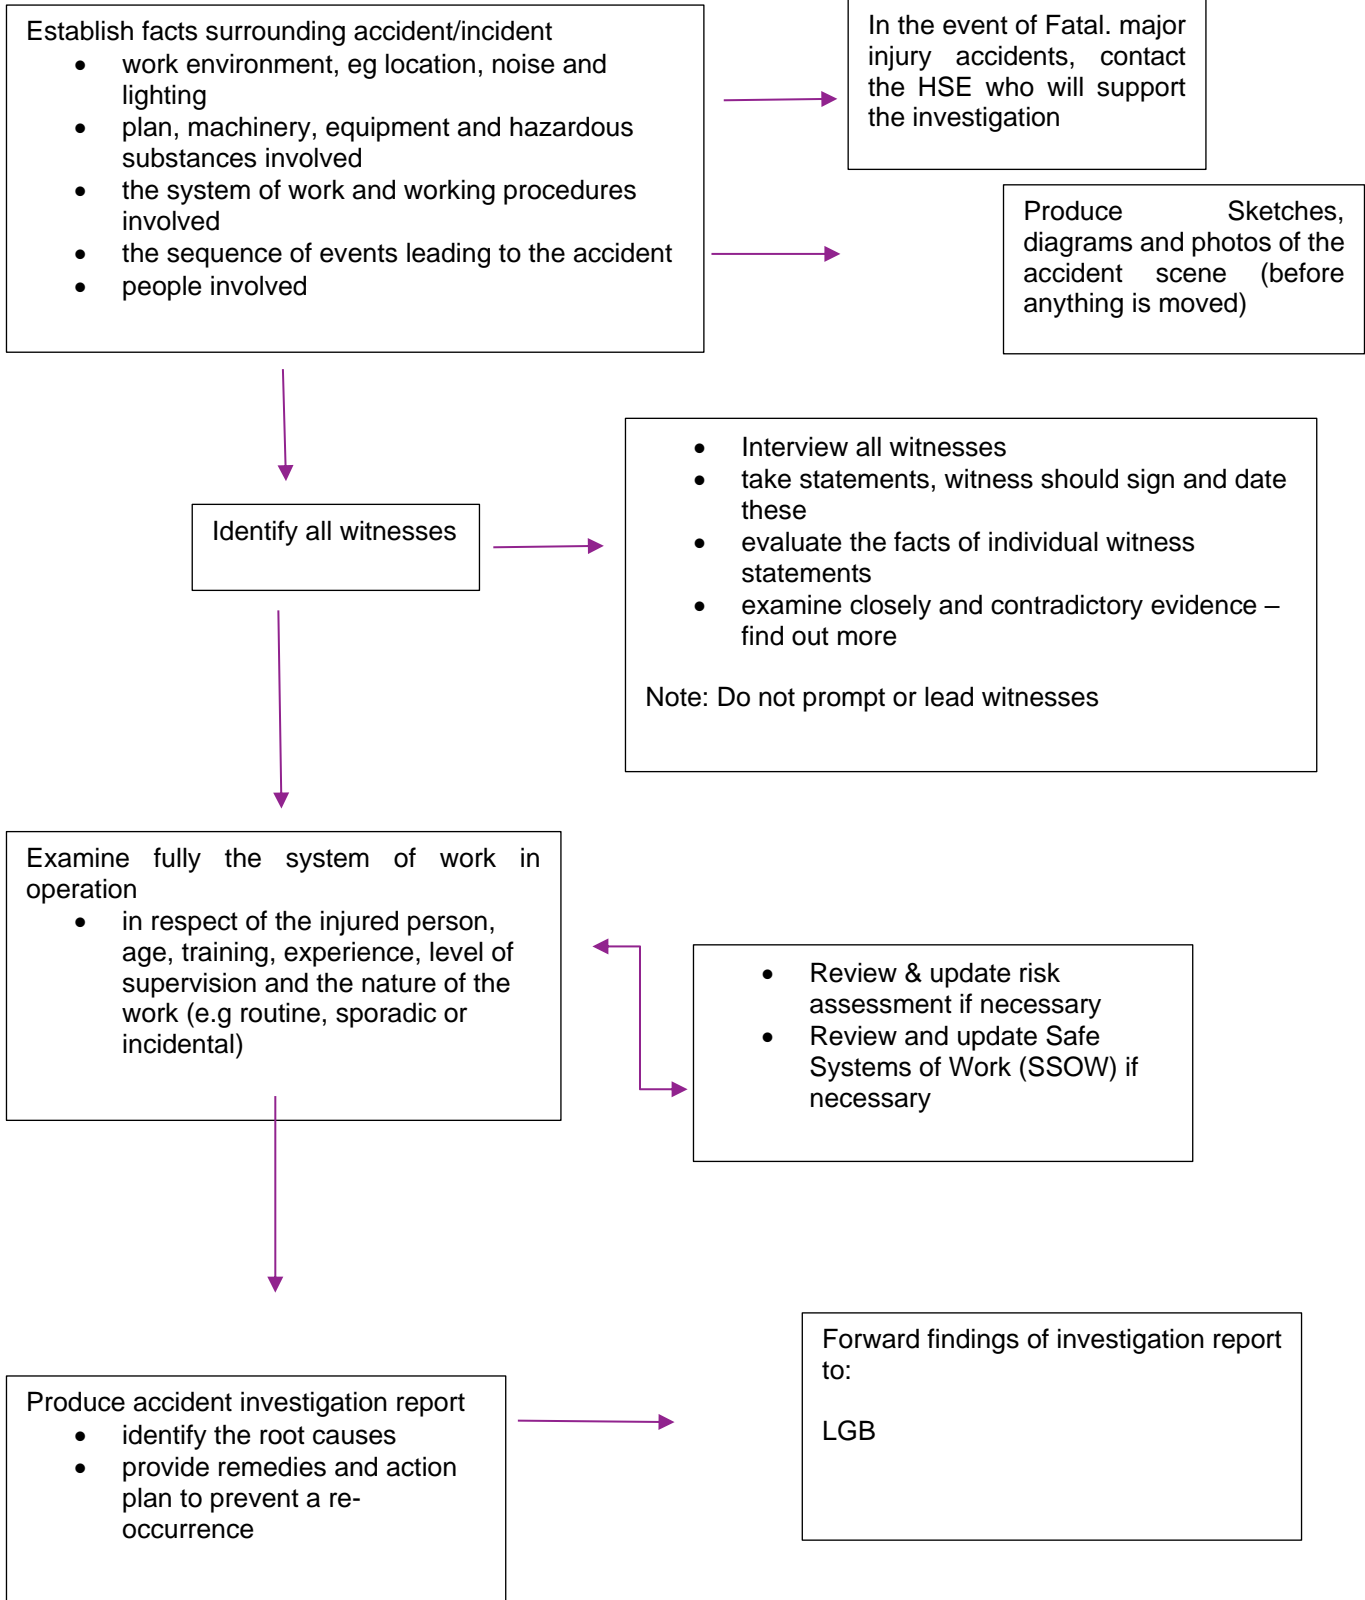 Establish facts surrounding accident/incident
• work environment, eg location, noise and
lighting
• plan, machinery, equipment and hazardous
substances involved
• the system of work and working procedures
involved
• the sequence of events leading to the accident
• people involved
In the event of Fatal. major
injury accidents, contact
the HSE who will support
the investigation
Produce Sketches,
diagrams and photos of the
accident scene (before
anything is moved)
Identify all witnesses
• Interview all witnesses
• take statements, witness should sign and date
these
• evaluate the facts of individual witness
statements
• examine closely and contradictory evidence –
find out more
Note: Do not prompt or lead witnesses
Examine fully the system of work in
operation
• in respect of the injured person,
age, training, experience, level of
supervision and the nature of the
work (e.g routine, sporadic or
incidental)
• Review & update risk
assessment if necessary
• Review and update Safe
Systems of Work (SSOW) if
necessary
Produce accident investigation report
• identify the root causes
• provide remedies and action
plan to prevent a re-
occurrence
Forward findings of investigation report
to:
LGB